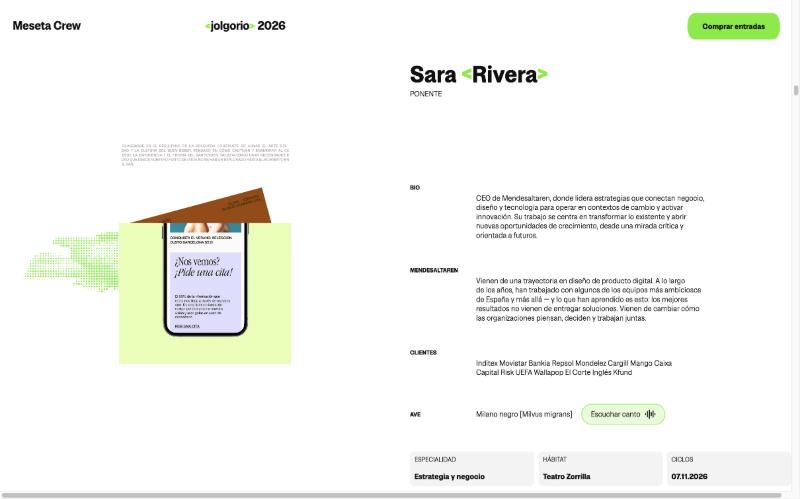 Meseta Crew
<jolgorio> 2026
Comprar entradas
Sara <Rivera>
PONENTE
¿Nos vemos?
¡Pide una cita!
PEDIR UNA CITA
BIO
CEO de Mendesaltaren, donde lidera estrategias que conectan negocio,
diseño y tecnología para operar en contextos de cambio y activar
innovación. Su trabajo se centra en transformar lo existente y abrir
nuevas oportunidades de crecimiento, desde una mirada crítica y
orientada a futuros.
MENDESALTAREN
Vienen de una trayectoria en diseño de producto digital. A lo largo
de los años, han trabajado con algunos de los equipos más ambiciosos
de España y más allá — y lo que han aprendido es esto: los mejores
resultados no vienen de entregar soluciones. Vienen de cambiar cómo
las organizaciones piensan, deciden y trabajan juntas.
CLIENTES
Inditex Movistar Bankia Repsol Mondelez Cargill Mango Caixa
Capital Risk UEFA Wallapop El Corte Inglés Kfund
AVE
Milano negro [Milvus migrans]
Escuchar canto
ESPECIALIDAD
Estrategia y negocio
HÁBITAT
Teatro Zorrilla
CICLOS
07.11.2026